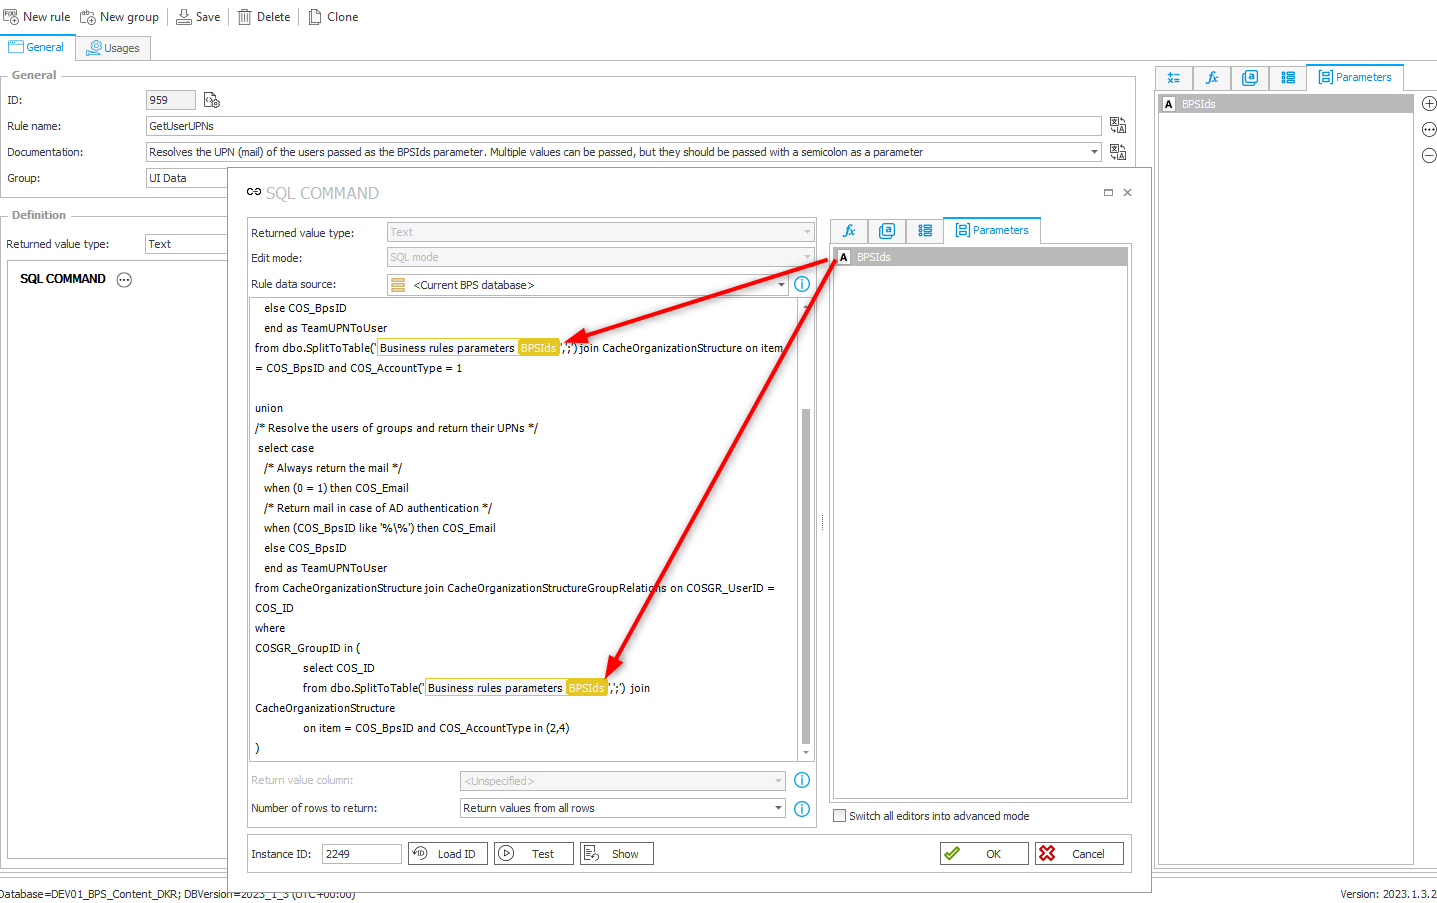 New rule New group Save Delete Clone
General Usages
General
ID: 959
Rule name: GetUserUPNs
Documentation: Resolves the UPN (mail) of the users passed as the BPSIds parameter. Multiple values can be passed, but they should be passed with a semicolon as a parameter
Group: UI Data
Definition
Returned value type: Text
SQL COMMAND
fx Parameters
A BPSIds
SQL COMMAND
Returned value type: Text
Edit mode: SQL mode
Rule data source: <Current BPS database>
else COS_BpsID
end as TeamUPNToUser
from dbo.SplitToTable('Business rules parameters BPSIds',';')join CacheOrganizationStructure on item
= COS_BpsID and COS_AccountType = 1
union
/* Resolve the users of groups and return their UPNs */
select case
/* Always return the mail */
when (0 = 1) then COS_Email
/* Return mail in case of AD authentication */
when (COS_BpsID like '%\%') then COS_Email
else COS_BpsID
end as TeamUPNToUser
from CacheOrganizationStructure join CacheOrganizationStructureGroupRelations on COSGR_UserID =
COS_ID
where
COSGR_GroupID in (
select COS_ID
from dbo.SplitToTable('Business rules parameters BPSIds',';') join
CacheOrganizationStructure
on item = COS_BpsID and COS_AccountType in (2,4)
)
Return value column: <Unspecified>
Number of rows to return: Return values from all rows
fx Parameters
A BPSIds
Switch all editors into advanced mode
Instance ID: 2249 Load ID Test Show OK Cancel
Database=DEV01_BPS_Content_DKR; DBVersion=2023_1_3 (UTC+00:00)
Version: 2023.1.3.2